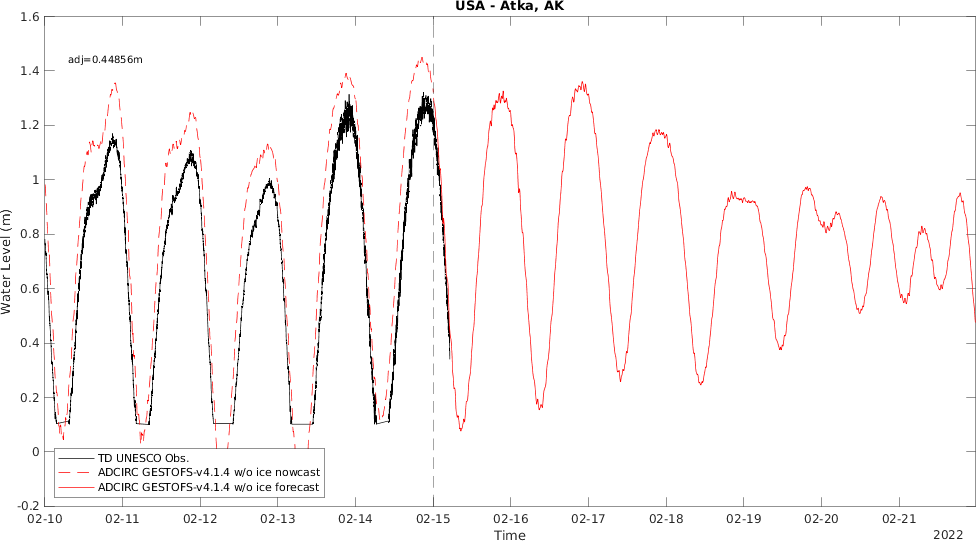 USA - Atka, AK
1.6
1.4
1.2
1
0.8
0.6
0.4
0.2
0
-0.2
Water Level (m)
adj=0.44856m
TD UNESCO Obs.
ADCIRC GESTOFS-v4.1.4 w/o ice nowcast
ADCIRC GESTOFS-v4.1.4 w/o ice forecast
02-10 02-11 02-12 02-13 02-14 02-15 02-16 02-17 02-18 02-19 02-20 02-21
Time
2022